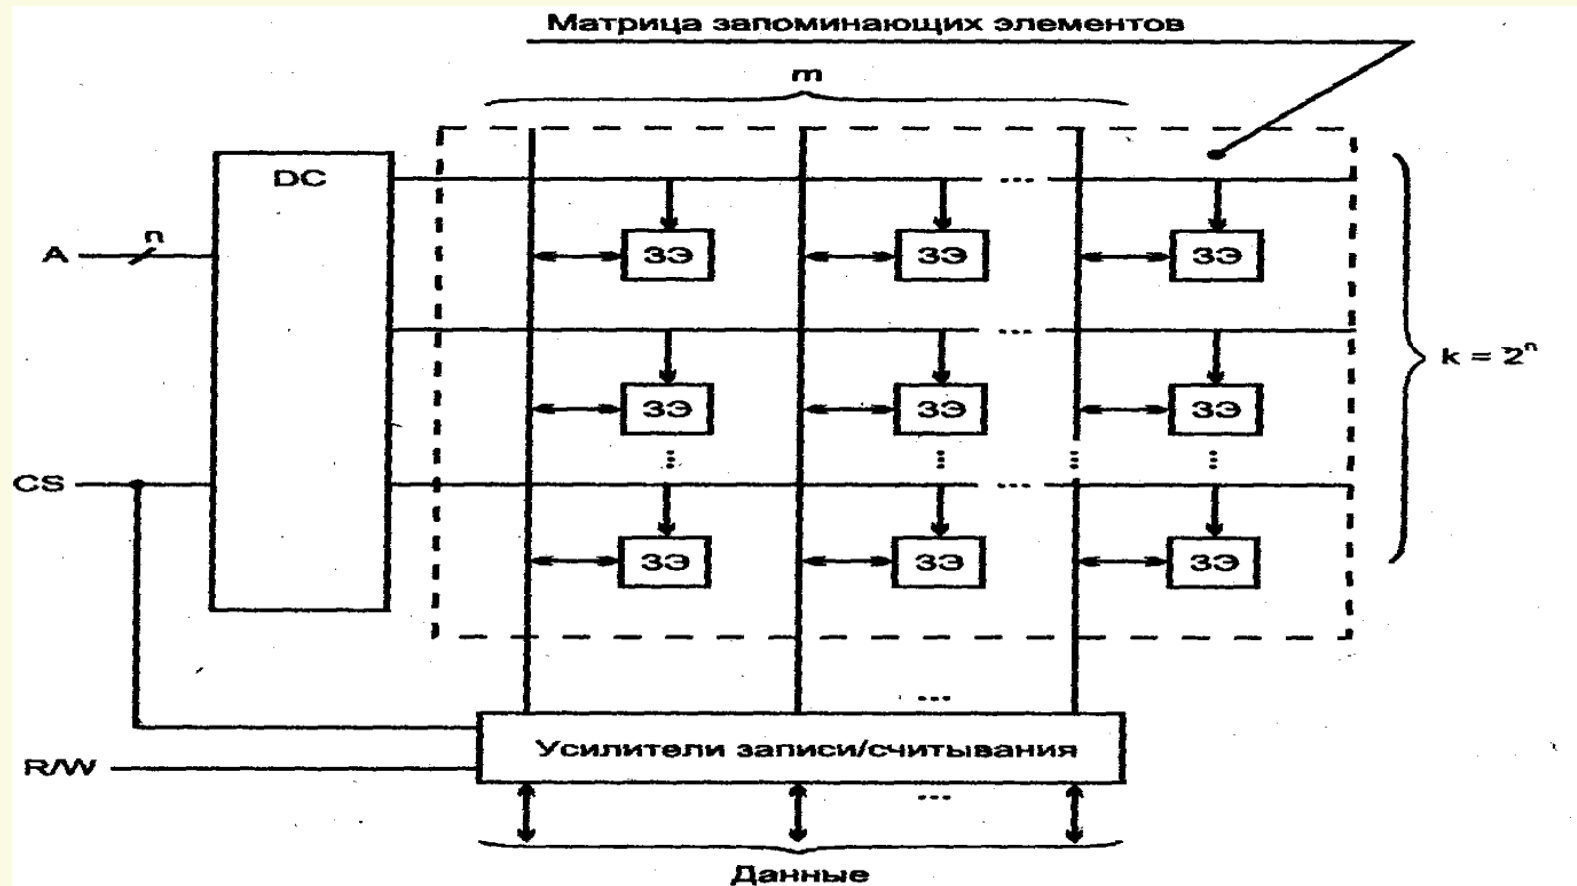 Матрица запоминающих элементов
m
DC
...
n
A
ЗЭ ЗЭ ЗЭ
...
k = 2ⁿ
ЗЭ ЗЭ ЗЭ
CS
...
ЗЭ ЗЭ ЗЭ
...
Усилители записи/считывания
R/W
...
Данные